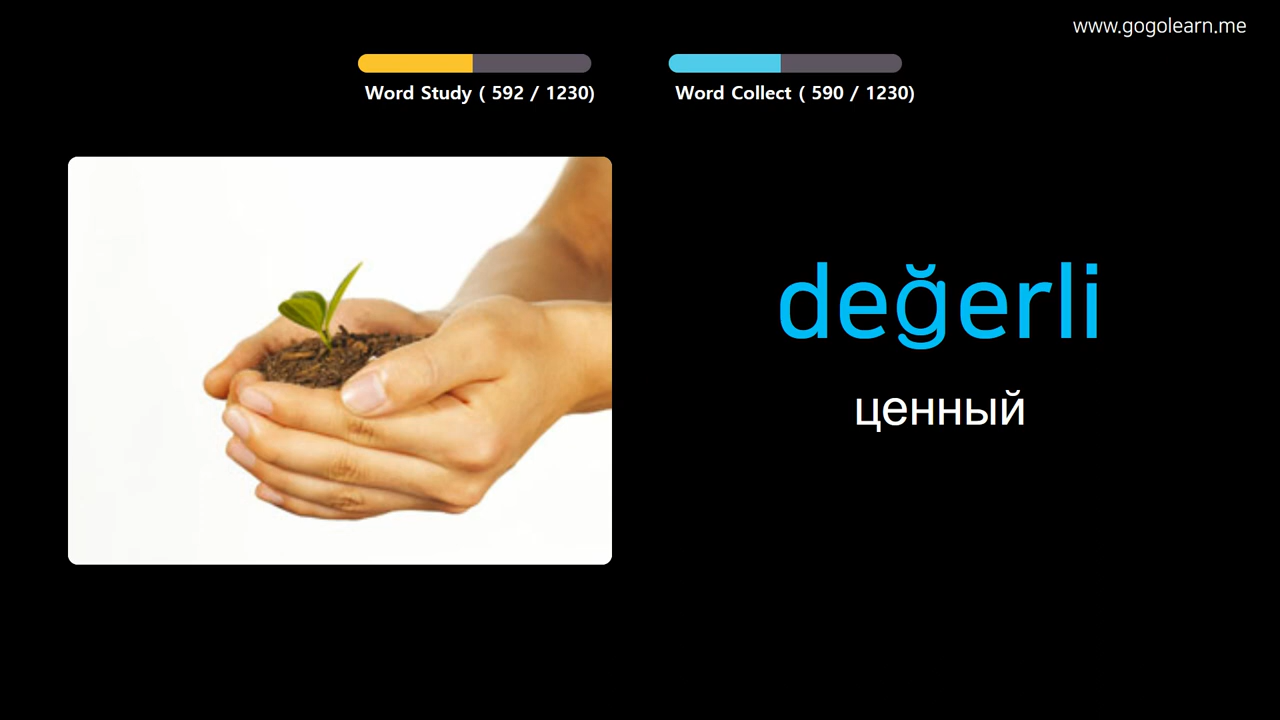 www.gogolearn.me
Word Study ( 592 / 1230)
Word Collect ( 590 / 1230)
değerli
ценный